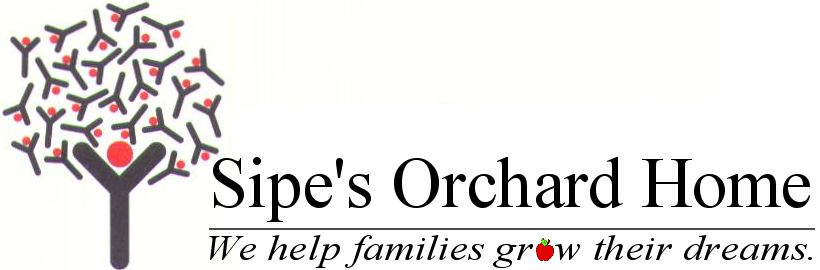 Sipe's Orchard Home
We help families grow their dreams.